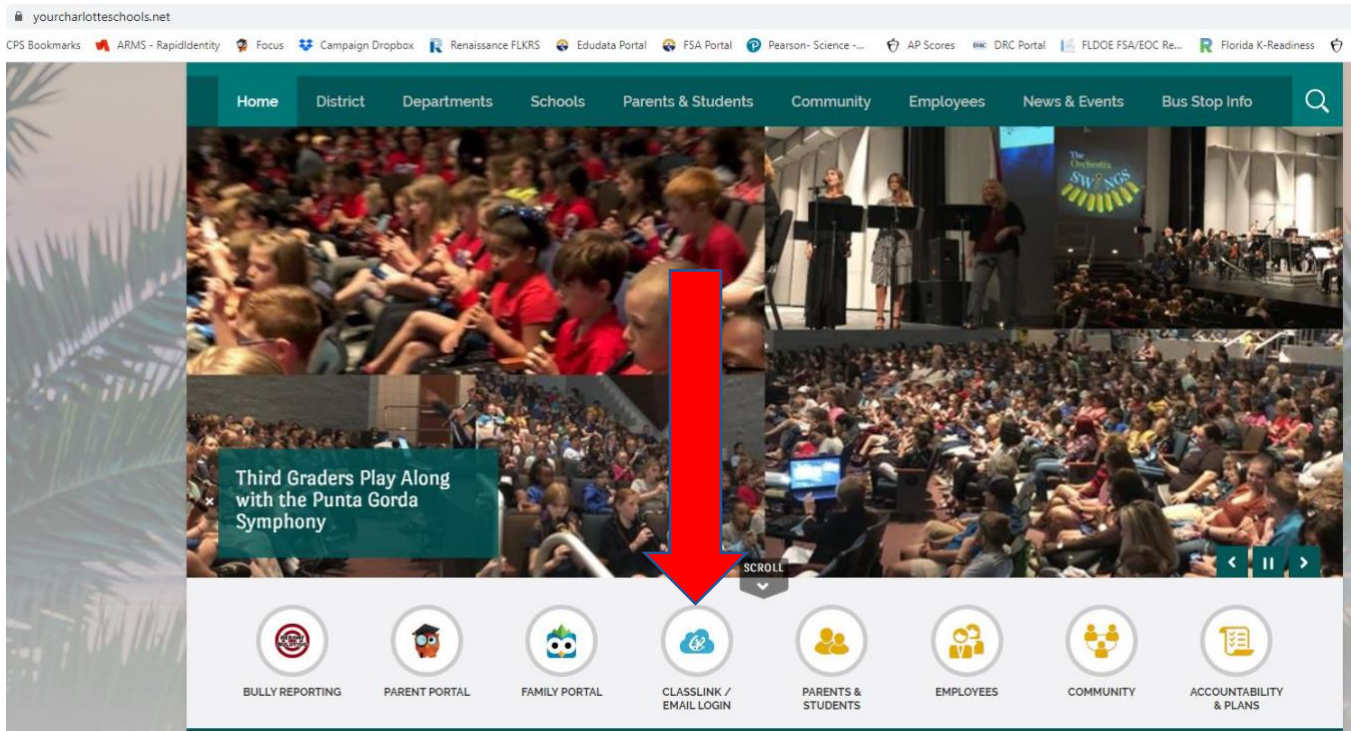 yourcharlotteschools.net
CPS Bookmarks ARMS - RapidIdentity Focus Campaign Dropbox Renaissance FLKRS Edudata Portal FSA Portal Pearson- Science -... AP Scores DRC Portal FLDOE FSA/EOC Re... Florida K-Readiness
Home District Departments Schools Parents & Students Community Employees News & Events Bus Stop Info
The
Orchestra
SWINGS
Third Graders Play Along
with the Punta Gorda
Symphony
SCROLL
BULLY REPORTING PARENT PORTAL FAMILY PORTAL CLASSLINK / PARENTS & EMPLOYEES COMMUNITY ACCOUNTABILITY
EMAIL LOGIN STUDENTS & PLANS